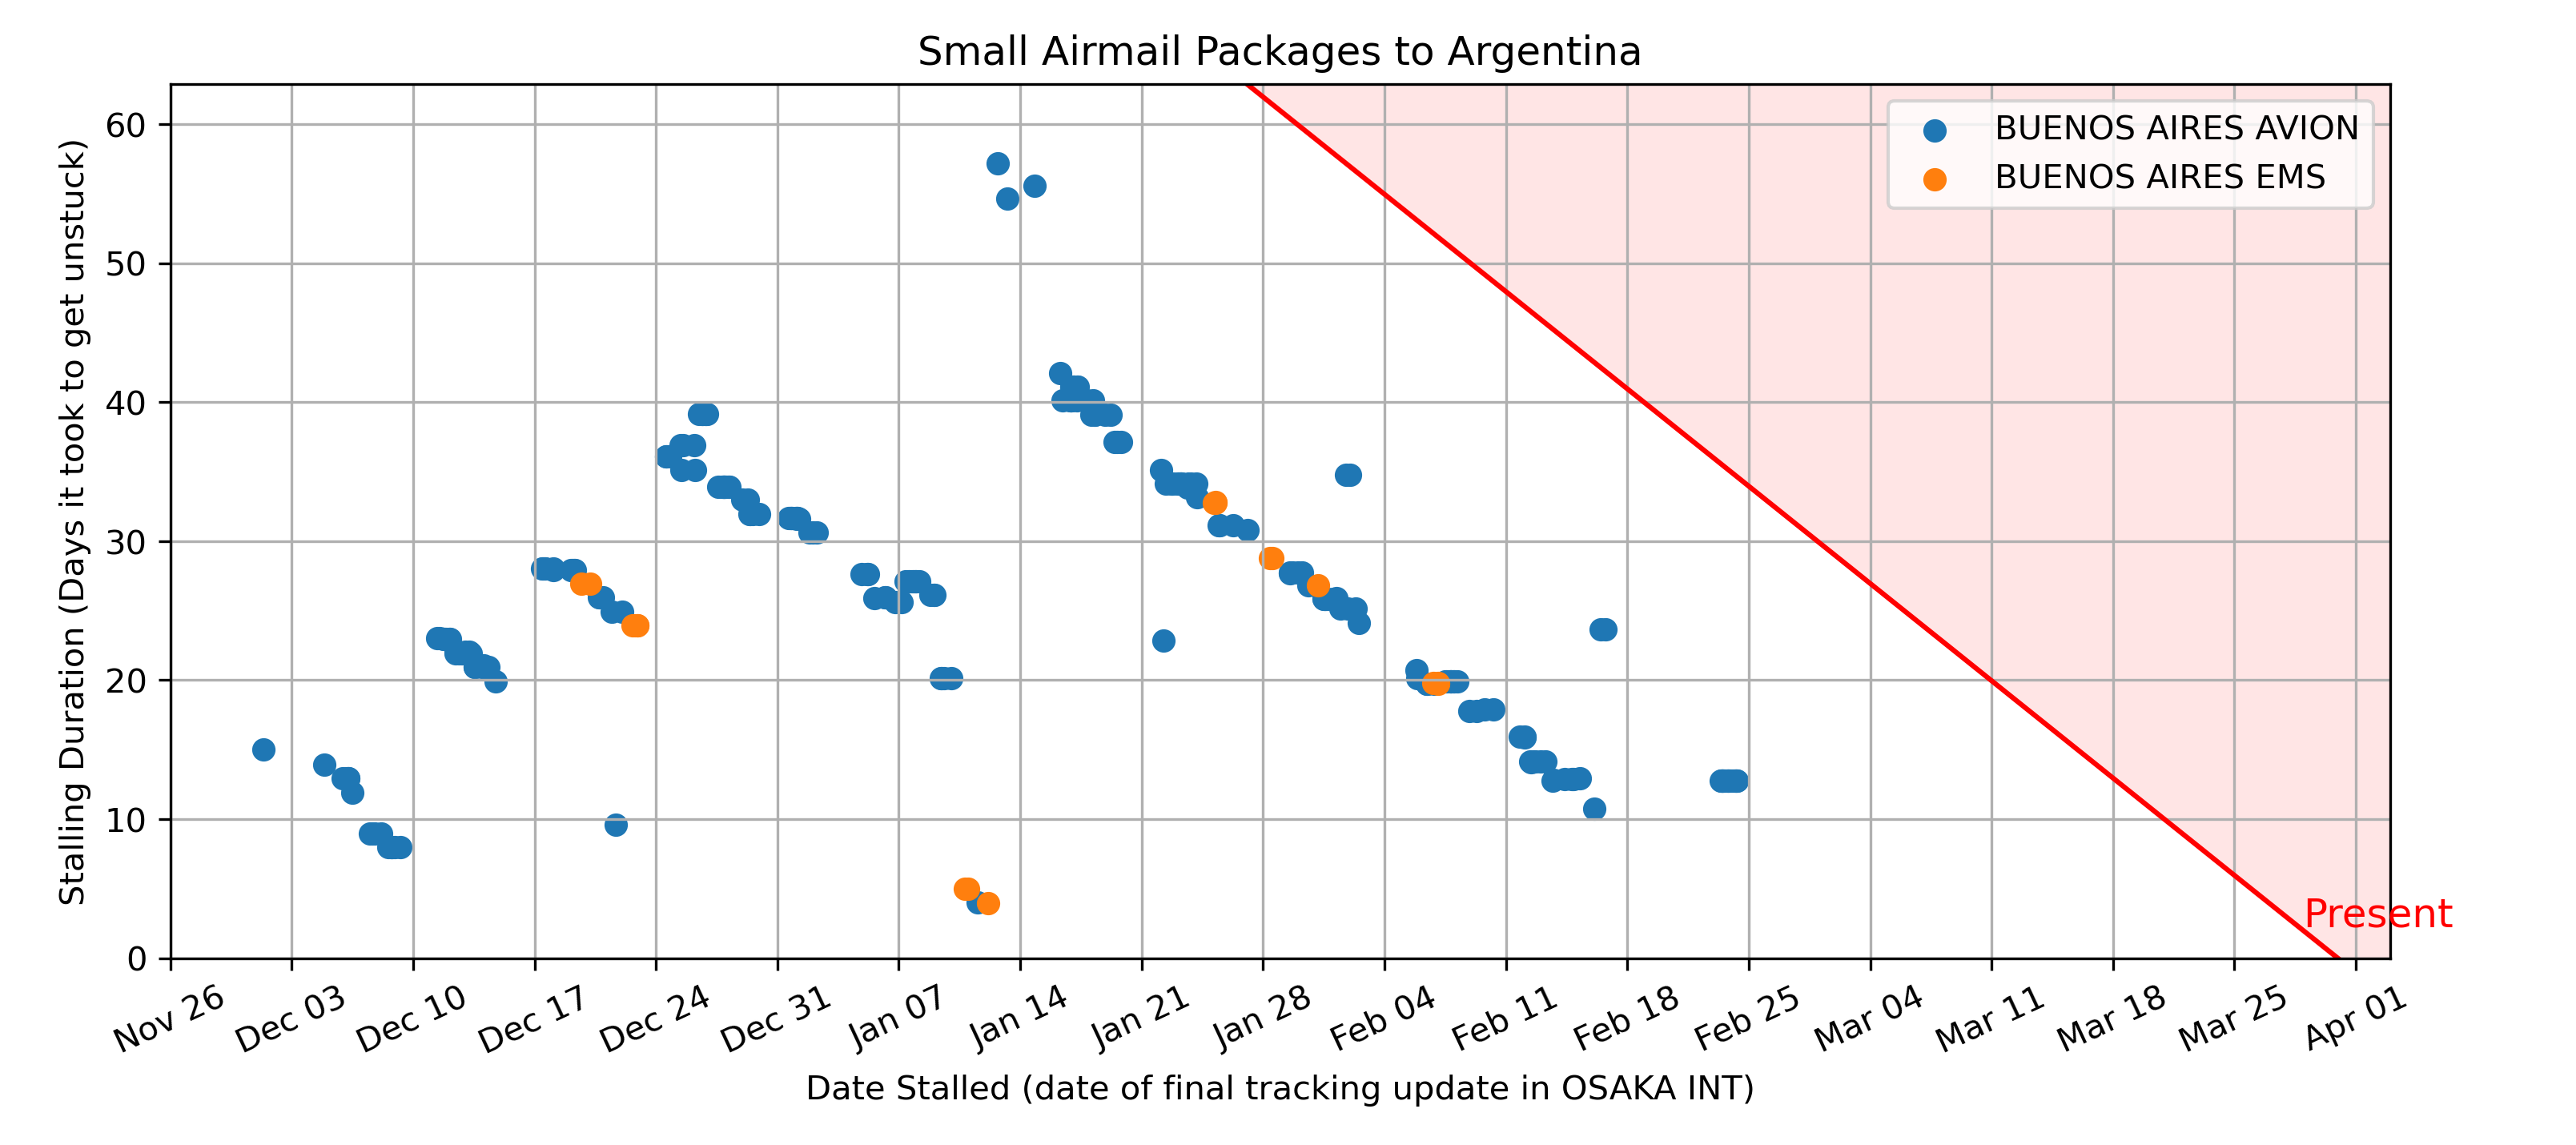 Small Airmail Packages to Argentina
BUENOS AIRES AVION
BUENOS AIRES EMS
Stalling Duration (Days it took to get unstuck)
60
50
40
30
20
10
0
Present
Nov 26
Dec 03
Dec 10
Dec 17
Dec 24
Dec 31
Jan 07
Jan 14
Jan 21
Jan 28
Feb 04
Feb 11
Feb 18
Feb 25
Mar 04
Mar 11
Mar 18
Mar 25
Apr 01
Date Stalled (date of final tracking update in OSAKA INT)